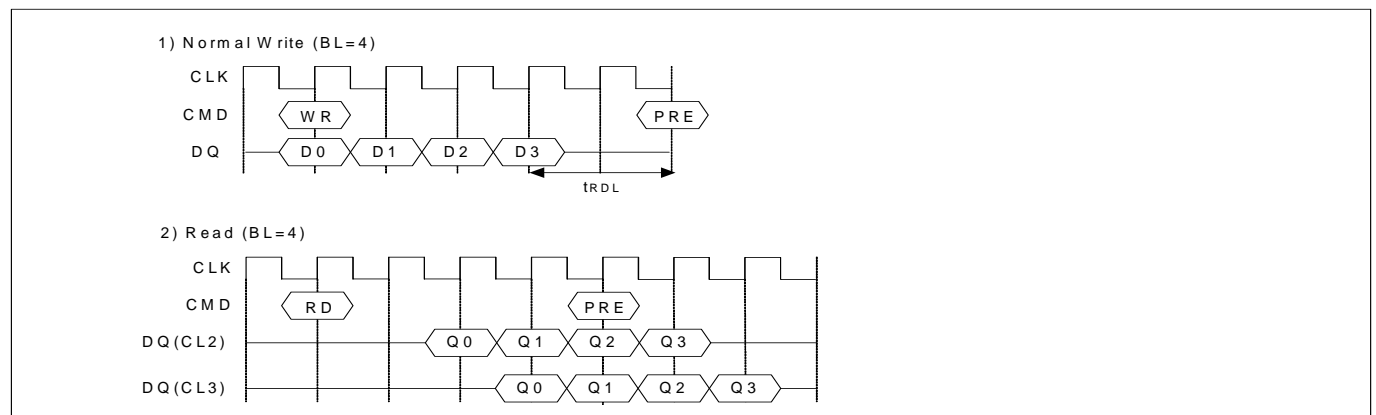 1) Normal Write (BL=4)
CLK
CMD WR PRE
DQ D0 D1 D2 D3
tRDL
2) Read (BL=4)
CLK
CMD RD PRE
DQ(CL2) Q0 Q1 Q2 Q3
DQ(CL3) Q0 Q1 Q2 Q3